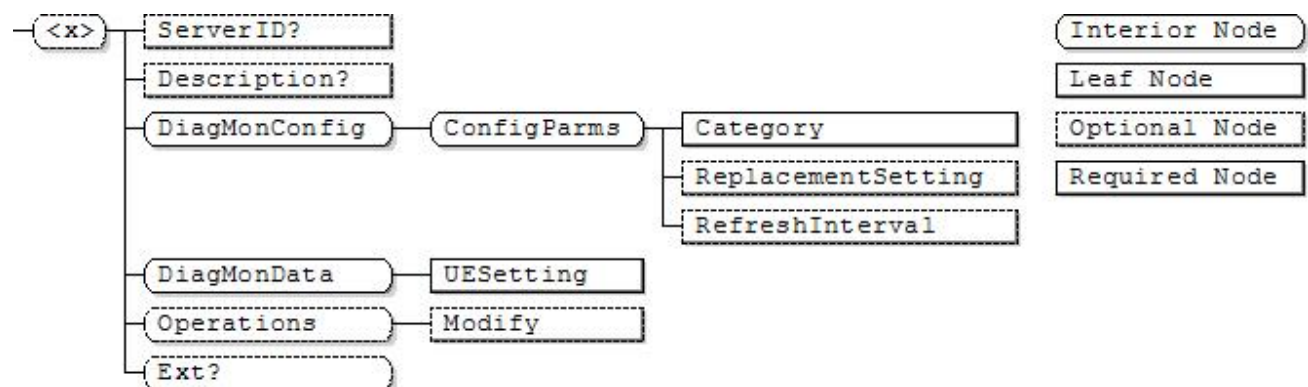 <x> ServerID? Interior Node
Description? Leaf Node
DiagMonConfig ConfigParms Category Optional Node
ReplacementSetting Required Node
RefreshInterval
DiagMonData UESetting
Operations Modify
Ext?